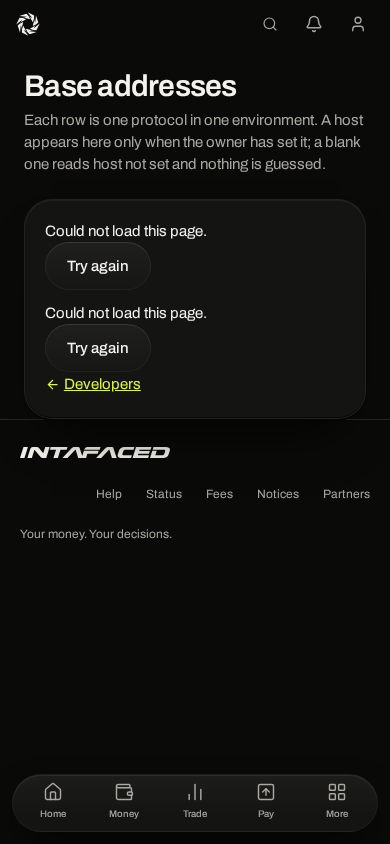 Base addresses
Each row is one protocol in one environment. A host
appears here only when the owner has set it; a blank
one reads host not set and nothing is guessed.
Could not load this page.
Try again
Could not load this page.
Try again
← Developers
INTAFACED
Help Status Fees Notices Partners
Your money. Your decisions.
Home Money Trade Pay More